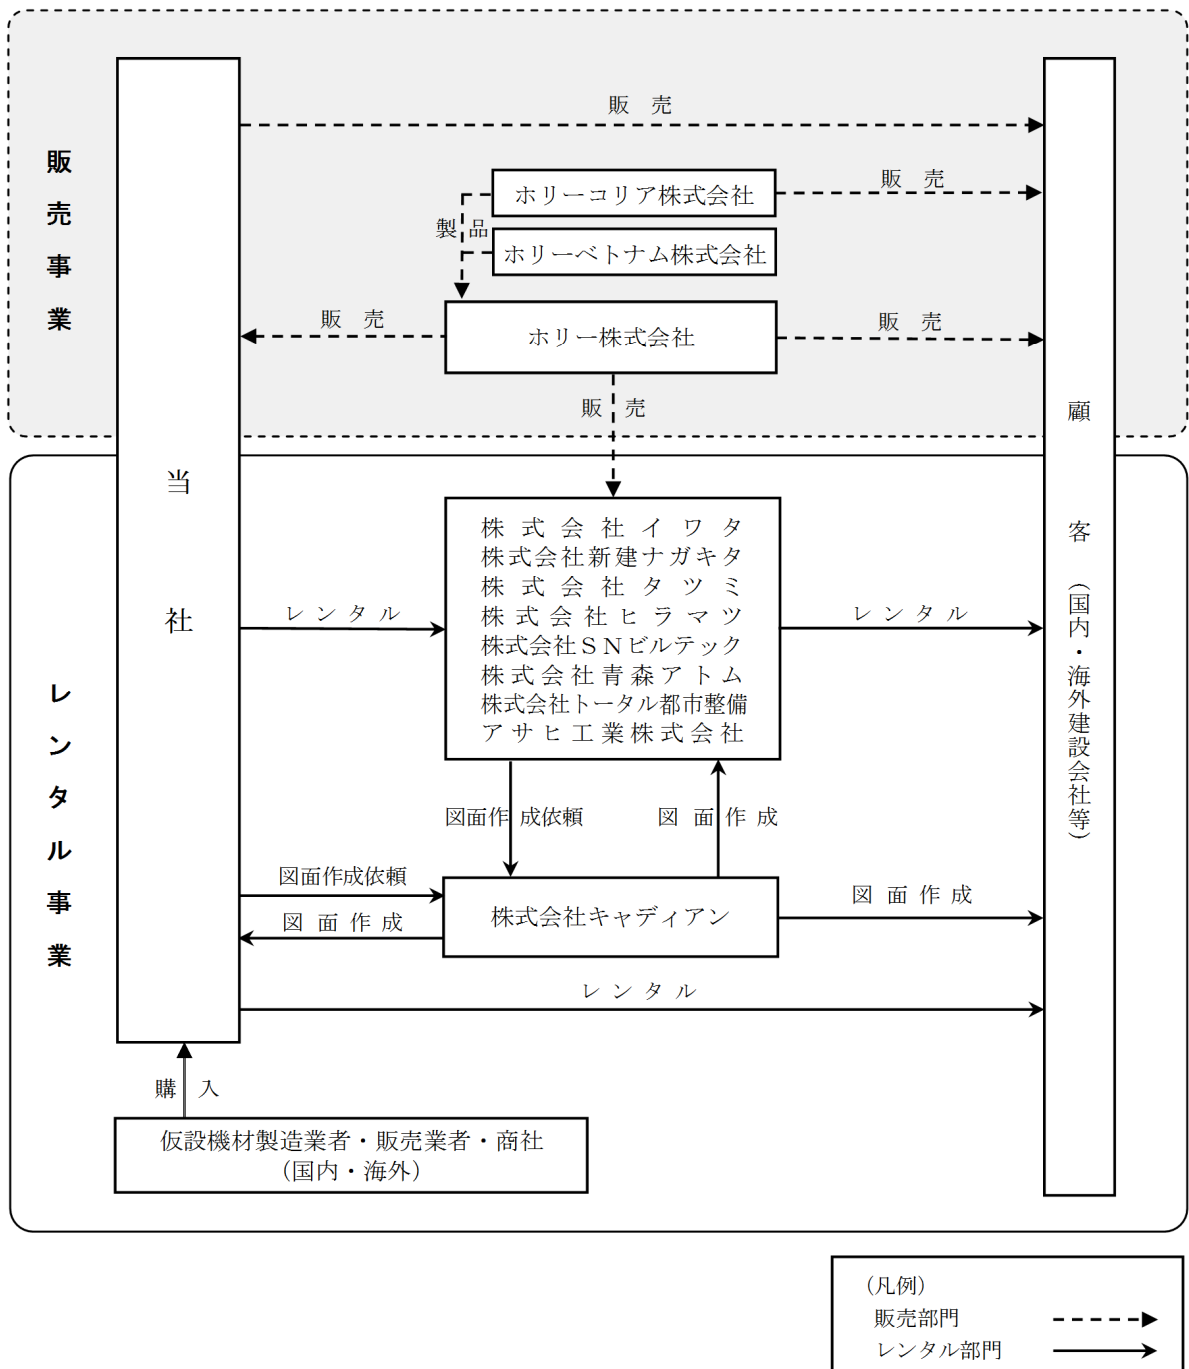 販売事業
当社
販売
ホリーコリア株式会社
販売
製品
ホリーベトナム株式会社
販売
ホリー株式会社
販売
販売
顧客（国内・海外建設会社等）
レンタル事業
株式会社イワタ
株式会社新建ナガキタ
株式会社タツミ
株式会社ヒラマツ
株式会社ＳＮビルテック
株式会社青森アトム
株式会社トータル都市整備
アサヒ工業株式会社
レンタル
レンタル
図面作成依頼
図面作成
図面作成依頼
図面作成
株式会社キャディアン
図面作成
レンタル
購入
仮設機材製造業者・販売業者・商社
（国内・海外）
（凡例）
販売部門
レンタル部門